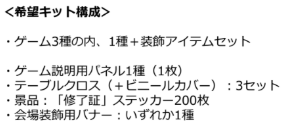 ＜希望キット構成＞
・ゲーム3種の内、1種＋装飾アイテムセット
・ゲーム説明用パネル1種（1枚）
・テーブルクロス（＋ビニールカバー）：3セット
・景品：「修了証」ステッカー200枚
・会場装飾用バナー：いずれか1種